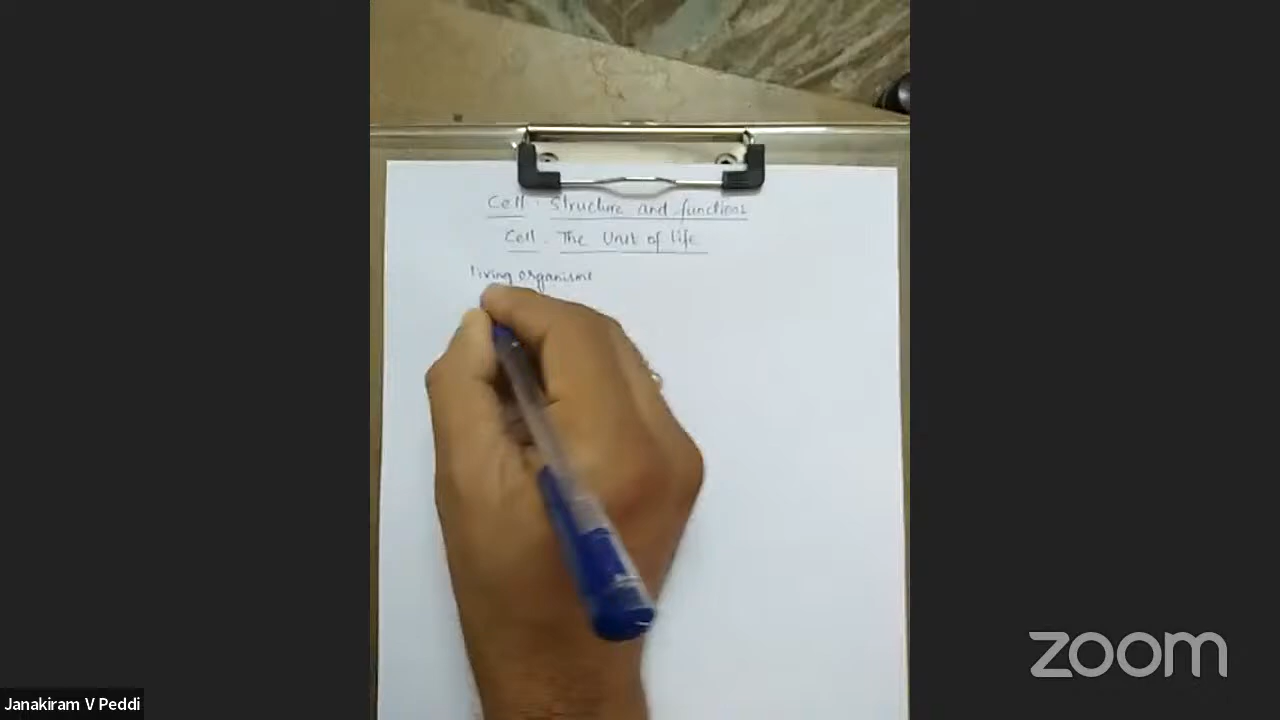 Cell. Structure and functions
Cell. The Unit of life
living organisms
zoom
Janakiram V Peddi